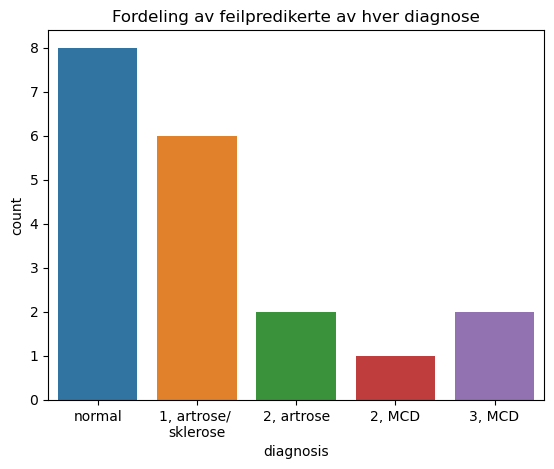 Fordeling av feilpredikerte av hver diagnose
8
7
6
5
4
3
2
1
0
count
normal
1, artrose/
sklerose
2, artrose
2, MCD
3, MCD
diagnosis